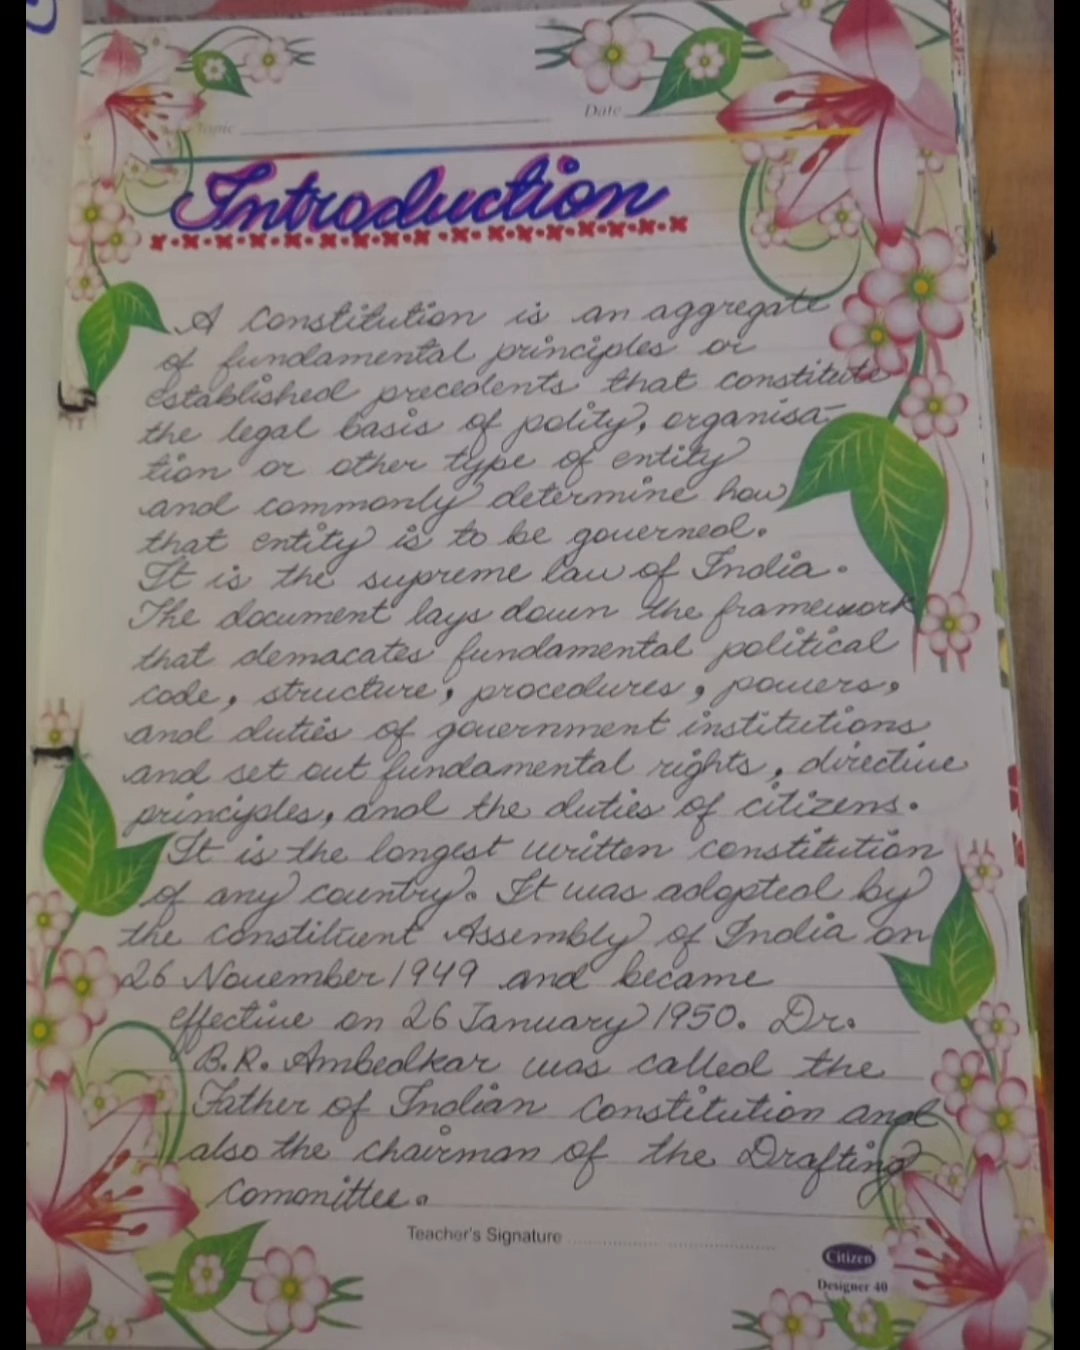 Topic
Date
Introduction
A Constitution is an aggregate
of fundamental principles or
established precedents that constitute
the legal basis of polity, organisa-
tion or other type of entity
and commonly determine how
that entity is to be governed.
It is the supreme law of India.
The document lays down the framework
that demacates fundamental political
code, structure, procedures, powers,
and duties of government institutions
and set out fundamental rights, directive
principles, and the duties of citizens.
It is the longest written constitution
of any country. It was adopted by
the constituent Assembly of India on
26 November 1949 and became
effective on 26 January 1950. Dr.
B.R. Ambedkar was called the
Father of Indian Constitution and
also the chairman of the Drafting
Committee.
Teacher's Signature
Citizen
Designer 40